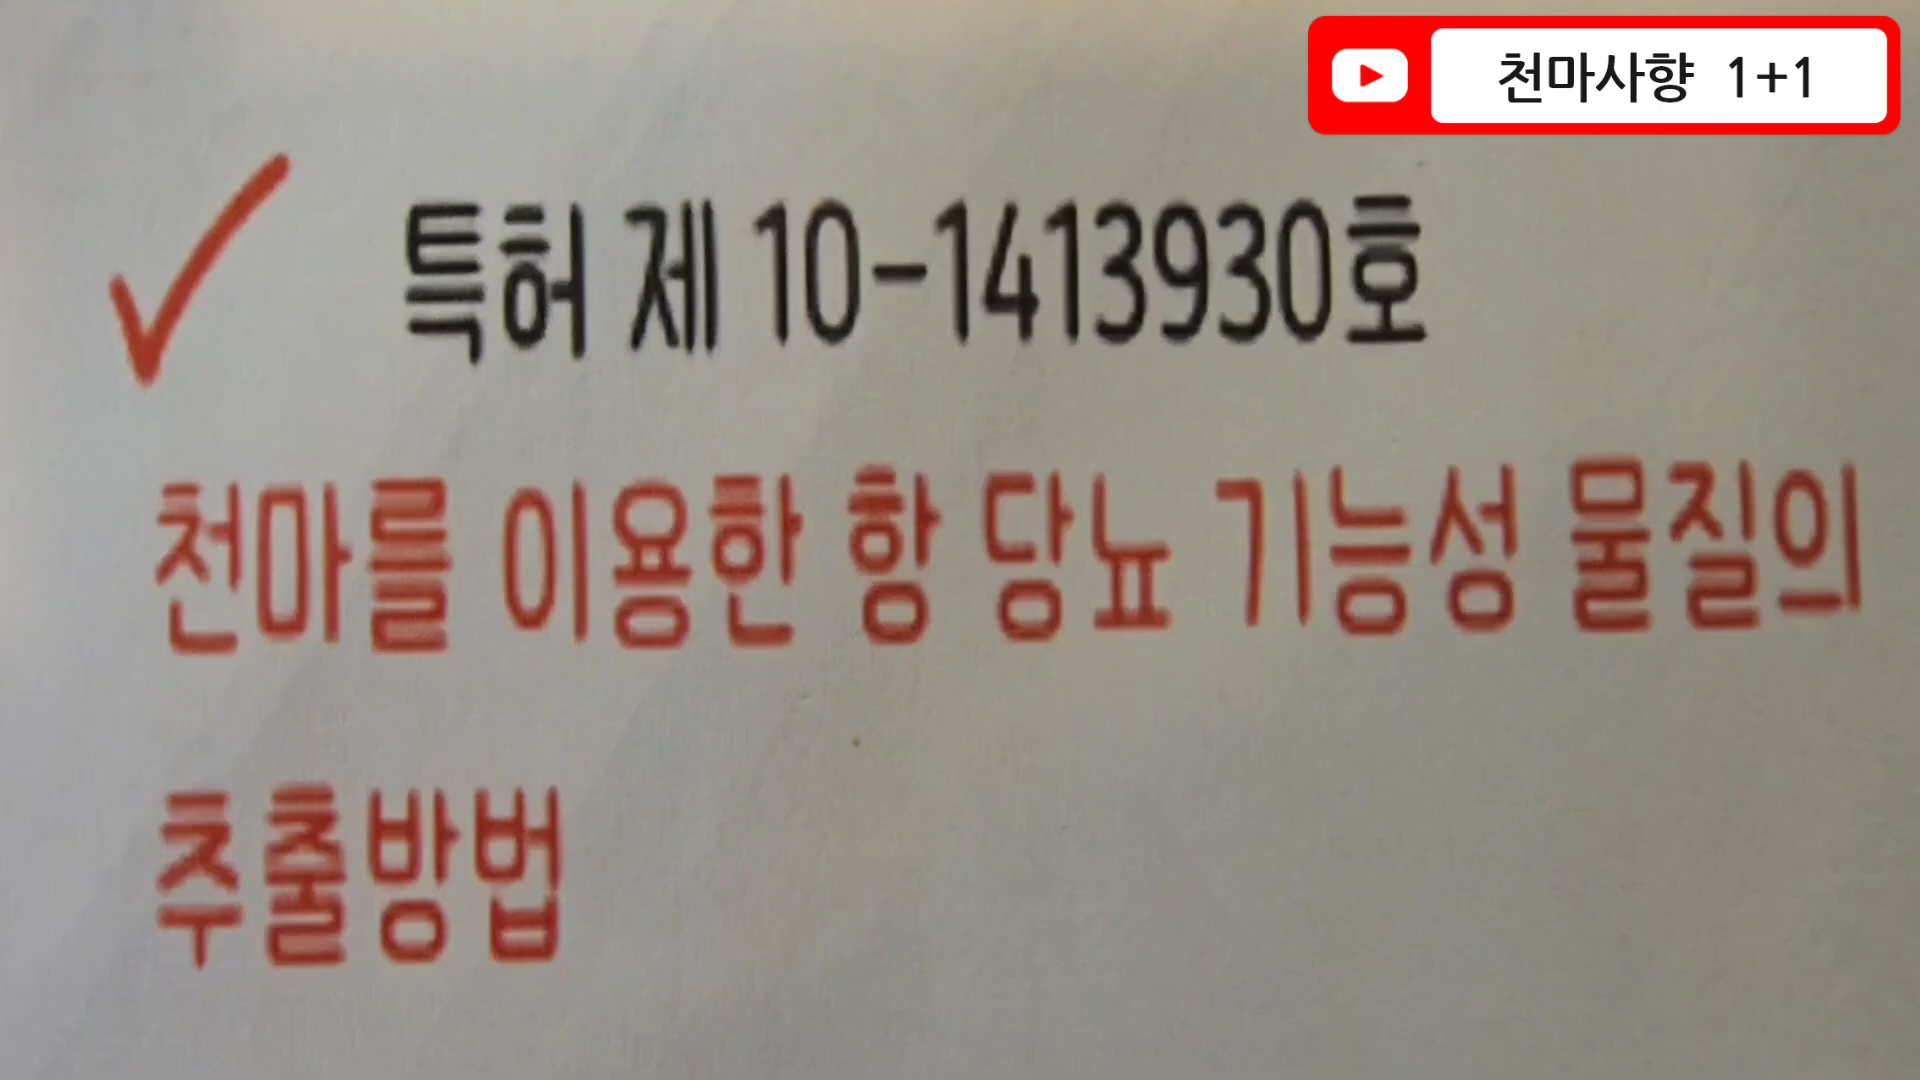 천마사향 1+1
특허 제 10-1413930호
천마를 이용한 항 당뇨 기능성 물질의
추출방법